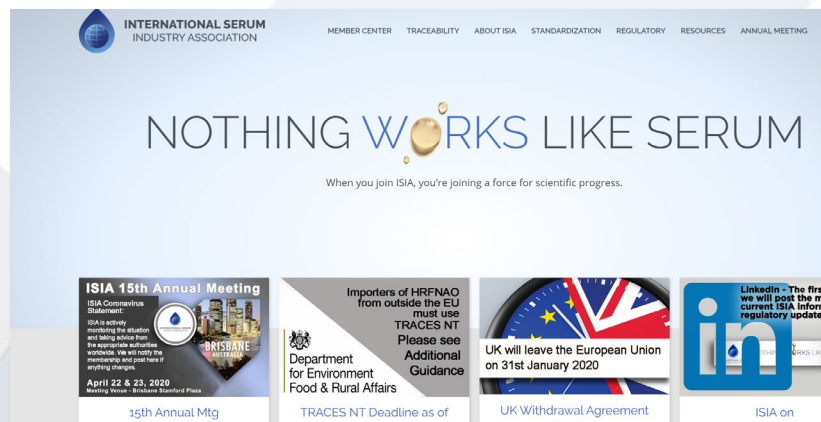 INTERNATIONAL SERUM
INDUSTRY ASSOCIATION
MEMBER CENTER TRACEABILITY ABOUT ISIA STANDARDIZATION REGULATORY RESOURCES ANNUAL MEETING
NOTHING WORKS LIKE SERUM
When you join ISIA, you're joining a force for scientific progress.
ISIA 15th Annual Meeting
ISIA Coronavirus
Statement:
ISIA is actively
monitoring the situation
and taking advice from
the appropriate authorities
worldwide. We will notify the
membership and post here if
anything changes.
BRISBANE
AUSTRALIA
April 22 & 23, 2020
Meeting Venue - Brisbane Stamford Plaza
15th Annual Mtg
Importers of HRFNAO
from outside the EU
must use
TRACES NT
Please see
Additional
Guidance
Department
for Environment
Food & Rural Affairs
TRACES NT Deadline as of
UK will leave the European Union
on 31st January 2020
UK Withdrawal Agreement
LinkedIn - The firs
we will post the m
current ISIA inform
regulatory update
in
ISIA on